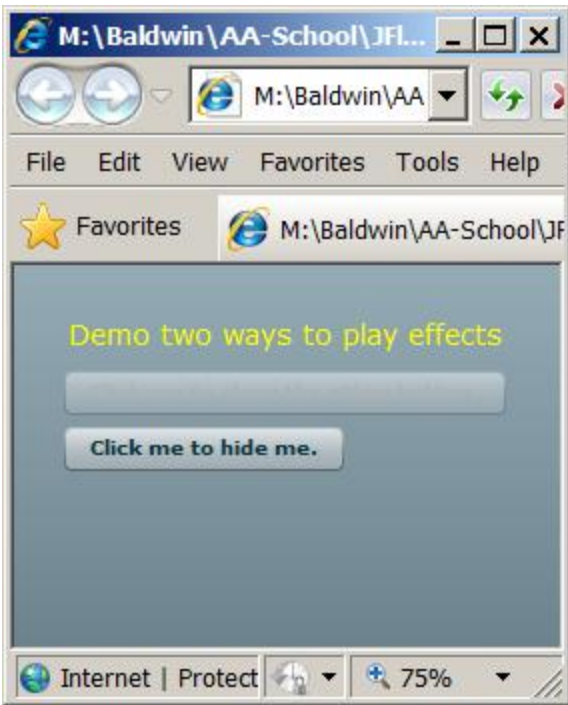 M:\Baldwin\AA-School\JFl...
M:\Baldwin\AA
File Edit View Favorites Tools Help
Favorites
M:\Baldwin\AA-School\JF
Demo two ways to play effects
Click me to hide me.
Internet | Protect
75%